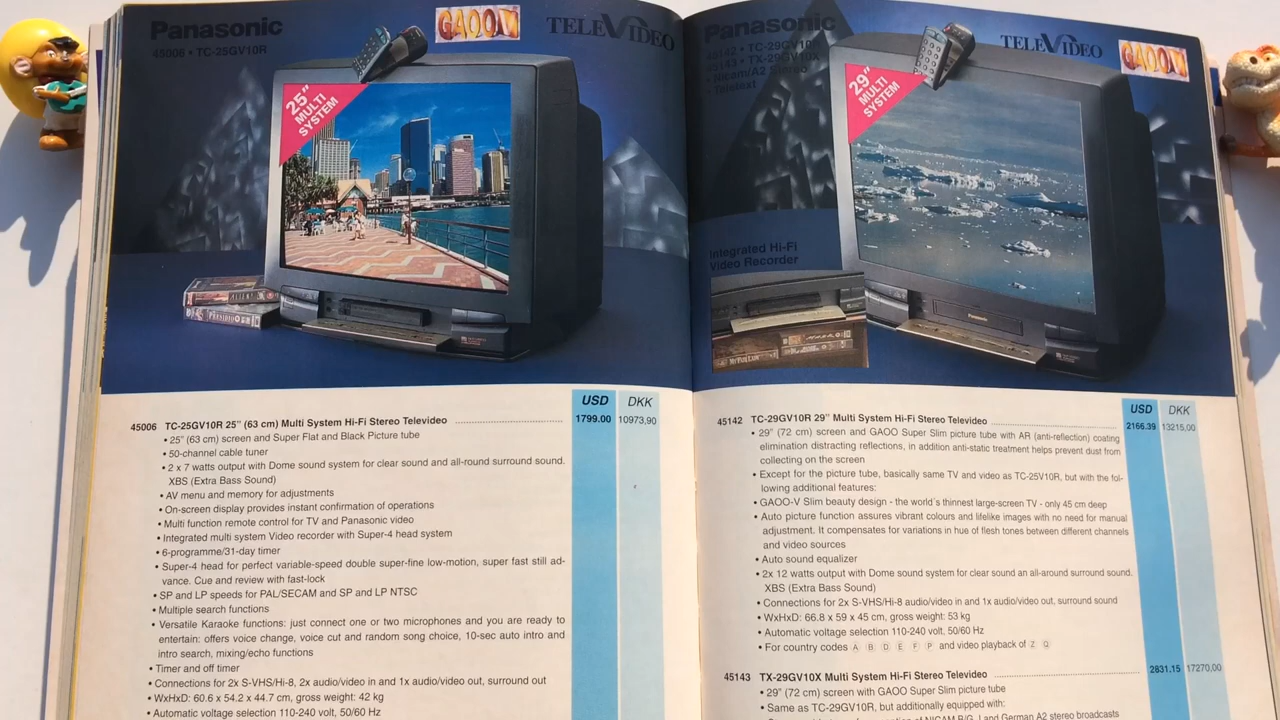 Panasonic
45006 • TC-25GV10R
GAOOV
TELEVIDEO
25"
MULTI
SYSTEM
USD
DKK
45006 TC-25GV10R 25" (63 cm) Multi System Hi-Fi Stereo Televideo 1799.00 10973,90
• 25" (63 cm) screen and Super Flat and Black Picture tube
• 50-channel cable tuner
• 2 x 7 watts output with Dome sound system for clear sound and all-round surround sound.
XBS (Extra Bass Sound)
• AV menu and memory for adjustments
• On-screen display provides instant confirmation of operations
• Multi function remote control for TV and Panasonic video
• Integrated multi system Video recorder with Super-4 head system
• 6-programme/31-day timer
• Super-4 head for perfect variable-speed double super-fine low-motion, super fast still ad-
vance. Cue and review with fast-lock
• SP and LP speeds for PAL/SECAM and SP and LP NTSC
• Multiple search functions
• Versatile Karaoke functions: just connect one or two microphones and you are ready to
entertain: offers voice change, voice cut and random song choice, 10-sec auto intro and
intro search, mixing/echo functions
• Timer and off timer
• Connections for 2x S-VHS/Hi-8, 2x audio/video in and 1x audio/video out, surround out
• WxHxD: 60.6 x 54.2 x 44.7 cm, gross weight: 42 kg
• Automatic voltage selection 110-240 volt, 50/60 Hz
Panasonic
45142 • TC-29GV10R
45143 • TX-29GV10X
- Nicam/A2 Stereo
- Teletext
TELEVIDEO
GAOOV
29"
MULTI
SYSTEM
Integrated Hi-Fi
Video Recorder
Panasonic
USD
DKK
45142 TC-29GV10R 29" Multi System Hi-Fi Stereo Televideo 2166.39 13215,00
• 29" (72 cm) screen and GAOO Super Slim picture tube with AR (anti-reflection) coating
elimination distracting reflections, in addition anti-static treatment helps prevent dust from
collecting on the screen
• Except for the picture tube, basically same TV and video as TC-25V10R, but with the fol-
lowing additional features:
• GAOO-V Slim beauty design - the world´s thinnest large-screen TV - only 45 cm deep
• Auto picture function assures vibrant colours and lifelike images with no need for manual
adjustment. It compensates for variations in hue of flesh tones between different channels
and video sources
• Auto sound equalizer
• 2x 12 watts output with Dome sound system for clear sound an all-around surround sound.
XBS (Extra Bass Sound)
• Connections for 2x S-VHS/Hi-8 audio/video in and 1x audio/video out, surround sound
• WxHxD: 66.8 x 59 x 45 cm, gross weight: 53 kg
• Automatic voltage selection 110-240 volt, 50/60 Hz
• For country codes A B D E F P and video playback of Z Q
45143 TX-29GV10X Multi System Hi-Fi Stereo Televideo 2831.15 17270.00
• 29" (72 cm) screen with GAOO Super Slim picture tube
• Same as TC-29GV10R, but additionally equipped with: